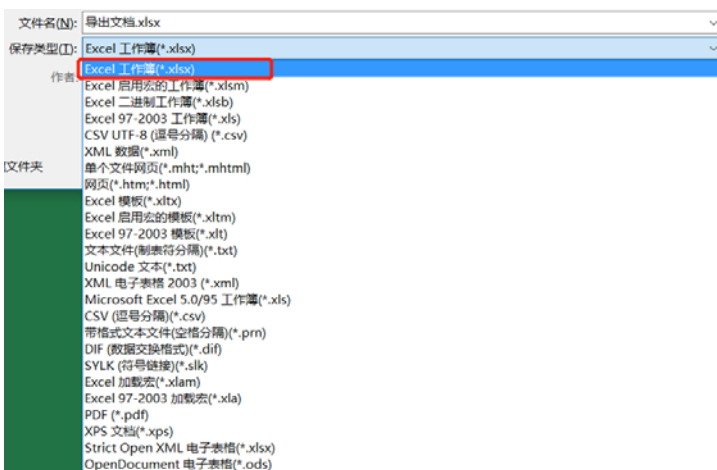 文件名(N): 导出文档.xlsx
保存类型(T): Excel 工作簿(*.xlsx)
Excel 工作簿(*.xlsx)
作者:
Excel 启用宏的工作簿(*.xlsm)
Excel 二进制工作簿(*.xlsb)
Excel 97-2003 工作簿(*.xls)
CSV UTF-8 (逗号分隔) (*.csv)
XML 数据(*.xml)
文件夹
单个文件网页(*.mht;*.mhtml)
网页(*.htm;*.html)
Excel 模板(*.xltx)
Excel 启用宏的模板(*.xltm)
Excel 97-2003 模板(*.xlt)
文本文件(制表符分隔)(*.txt)
Unicode 文本(*.txt)
XML 电子表格 2003 (*.xml)
Microsoft Excel 5.0/95 工作簿(*.xls)
CSV (逗号分隔)(*.csv)
带格式文本文件(空格分隔)(*.prn)
DIF (数据交换格式)(*.dif)
SYLK (符号链接)(*.slk)
Excel 加载宏(*.xlam)
Excel 97-2003 加载宏(*.xla)
PDF (*.pdf)
XPS 文档(*.xps)
Strict Open XML 电子表格(*.xlsx)
OpenDocument 电子表格(*.ods)